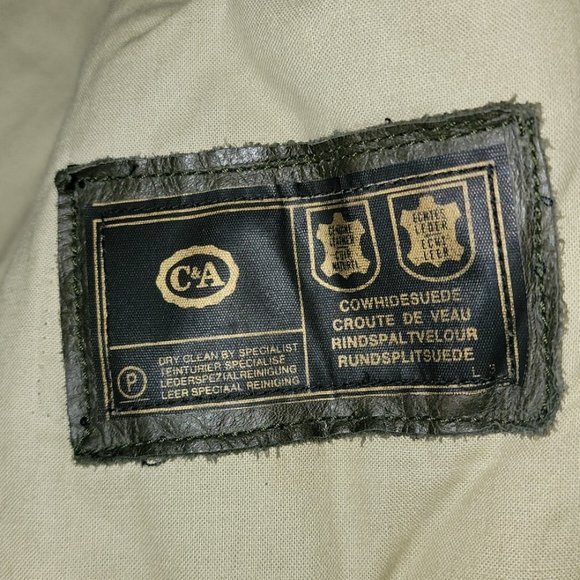 C&A
CUIR
ECHTES
LEDER
ECHT
LEER
COWHIDESUEDE
CROUTE DE VEAU
RINDSPALTVELOUR
RUNDSPLITSUEDE
L
P
DRY CLEAN BY SPECIALIST
TEINTURIER SPECIALISE
LEDERSPEZIALREINIGUNG
LEER SPECIAAL REINIGING